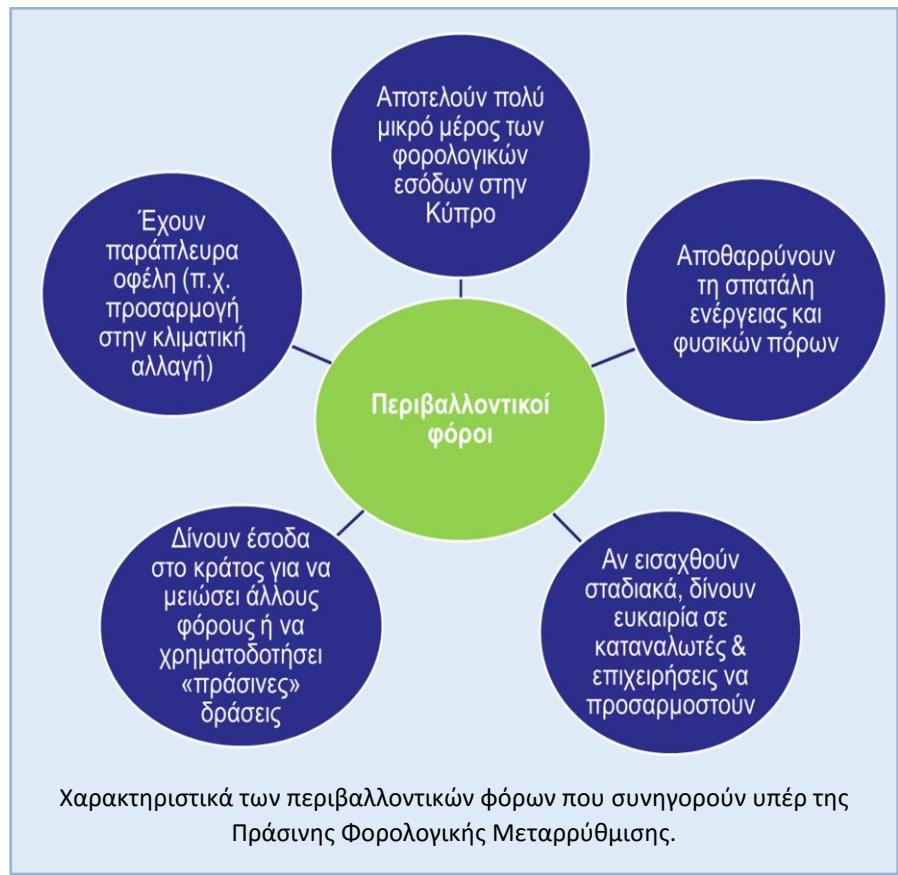 Αποτελούν πολύ
μικρό μέρος των
φορολογικών
εσόδων στην
Κύπρο
Έχουν
παράπλευρα
οφέλη (π.χ.
προσαρμογή
στην κλιματική
αλλαγή)
Αποθαρρύνουν
τη σπατάλη
ενέργειας και
φυσικών πόρων
Περιβαλλοντικοί
φόροι
Δίνουν έσοδα
στο κράτος για να
μειώσει άλλους
φόρους ή να
χρηματοδοτήσει
«πράσινες»
δράσεις
Αν εισαχθούν
σταδιακά, δίνουν
ευκαιρία σε
καταναλωτές &
επιχειρήσεις να
προσαρμοστούν
Χαρακτηριστικά των περιβαλλοντικών φόρων που συνηγορούν υπέρ της
Πράσινης Φορολογικής Μεταρρύθμισης.